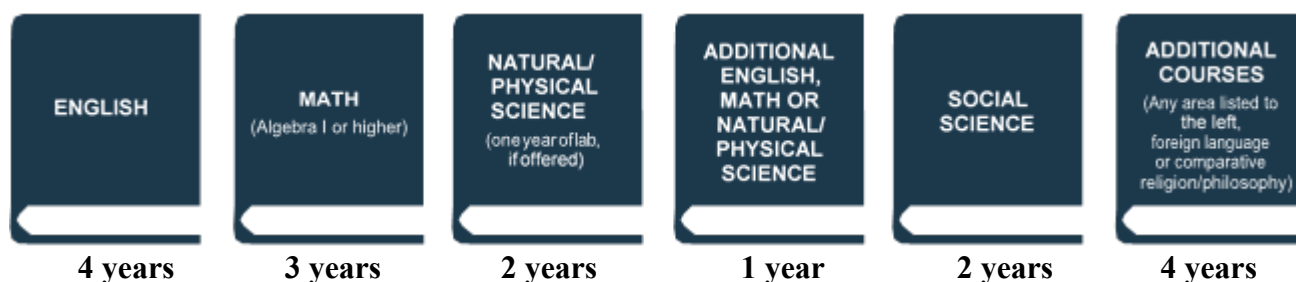 ENGLISH
MATH
(Algebra I or higher)
NATURAL/
PHYSICAL
SCIENCE
(one year of lab,
if offered)
ADDITIONAL
ENGLISH,
MATH OR
NATURAL/
PHYSICAL
SCIENCE
SOCIAL
SCIENCE
ADDITIONAL
COURSES
(Any area listed to
the left,
foreign language
or comparative
religion/philosophy)
4 years
3 years
2 years
1 year
2 years
4 years